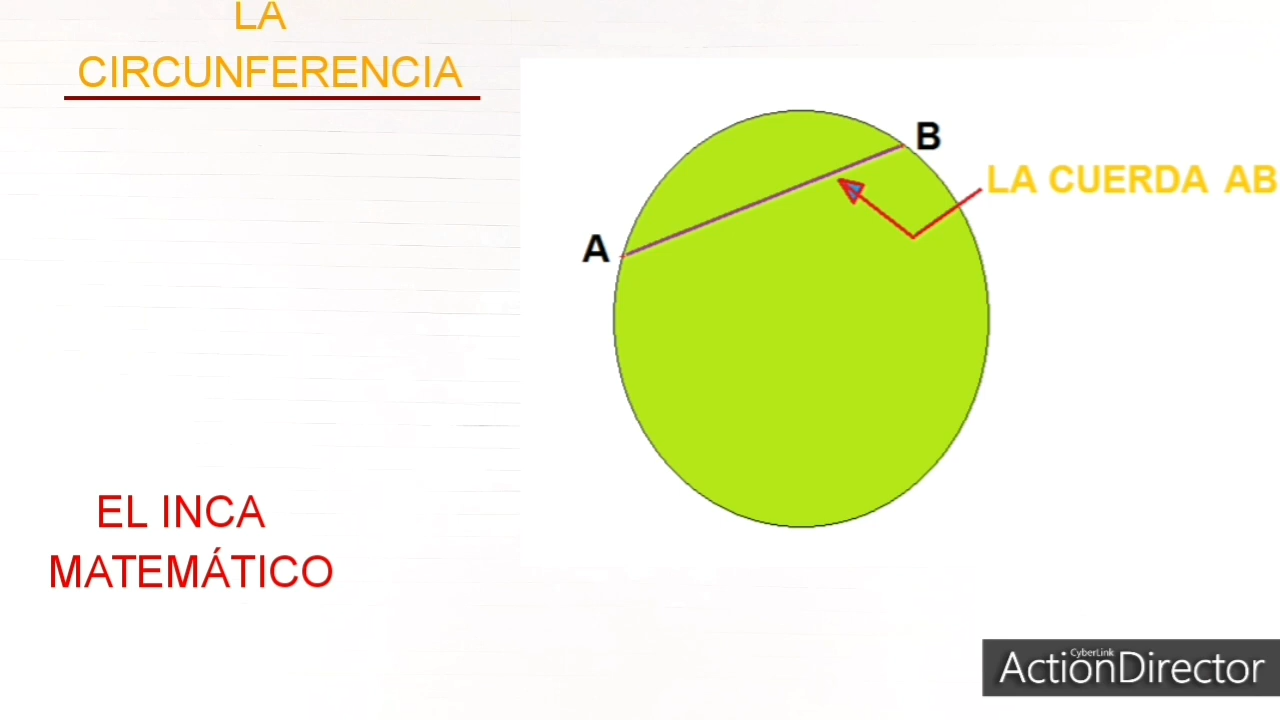 LA
CIRCUNFERENCIA
B
LA CUERDA AB
A
EL INCA
MATEMÁTICO
CyberLink
ActionDirector